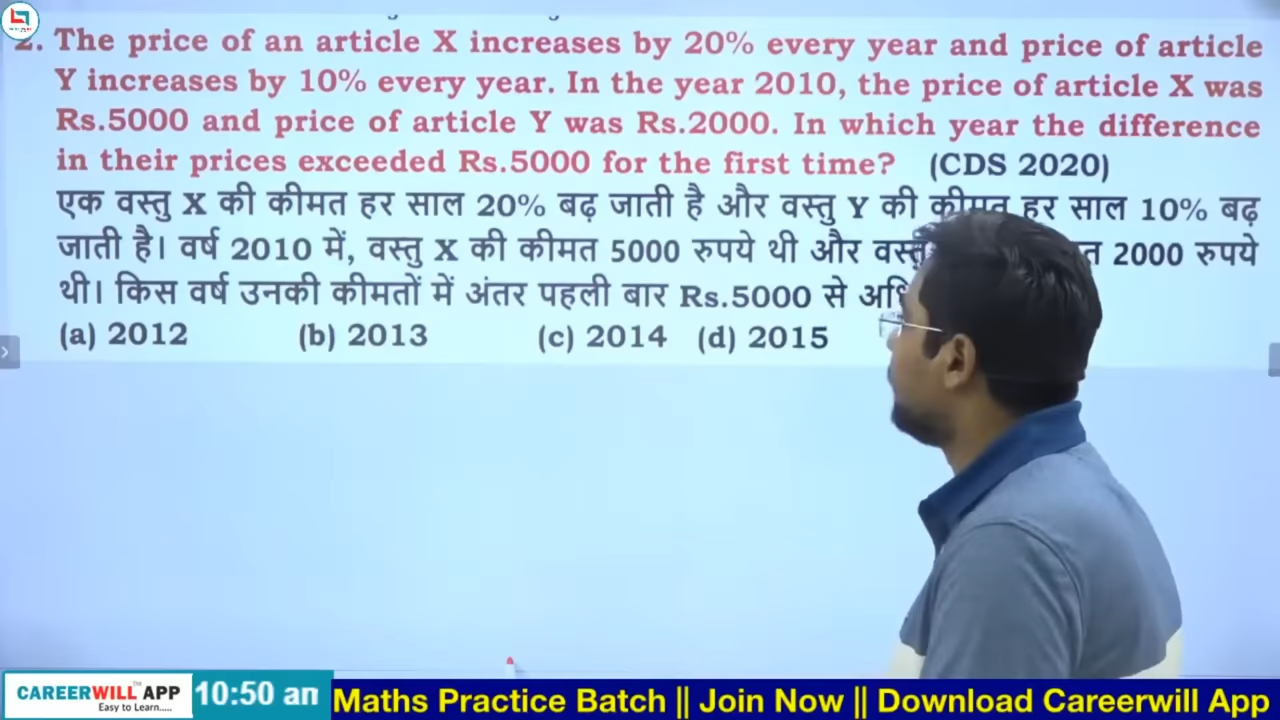 2. The price of an article X increases by 20% every year and price of article
Y increases by 10% every year. In the year 2010, the price of article X was
Rs.5000 and price of article Y was Rs.2000. In which year the difference
in their prices exceeded Rs.5000 for the first time? (CDS 2020)
एक वस्तु X की कीमत हर साल 20% बढ़ जाती है और वस्तु Y की कीमत हर साल 10% बढ़
जाती है। वर्ष 2010 में, वस्तु X की कीमत 5000 रुपये थी और वस्तु 2000 रुपये
थी। किस वर्ष उनकी कीमतों में अंतर पहली बार Rs.5000 से
(a) 2012 (b) 2013 (c) 2014 (d) 2015
CAREERWILL APP
Easy to Learn.....
10:50 an
Maths Practice Batch || Join Now || Download Careerwill App